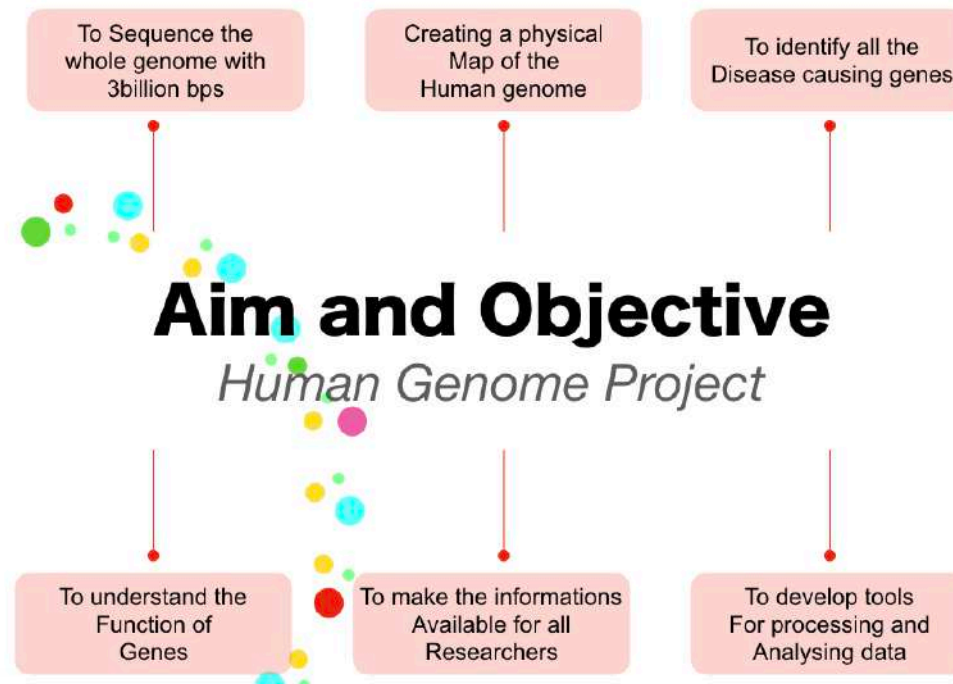 To Sequence the
whole genome with
3billion bps
Creating a physical
Map of the
Human genome
To identify all the
Disease causing genes
Aim and Objective
Human Genome Project
To understand the
Function of
Genes
To make the informations
Available for all
Researchers
To develop tools
For processing and
Analysing data